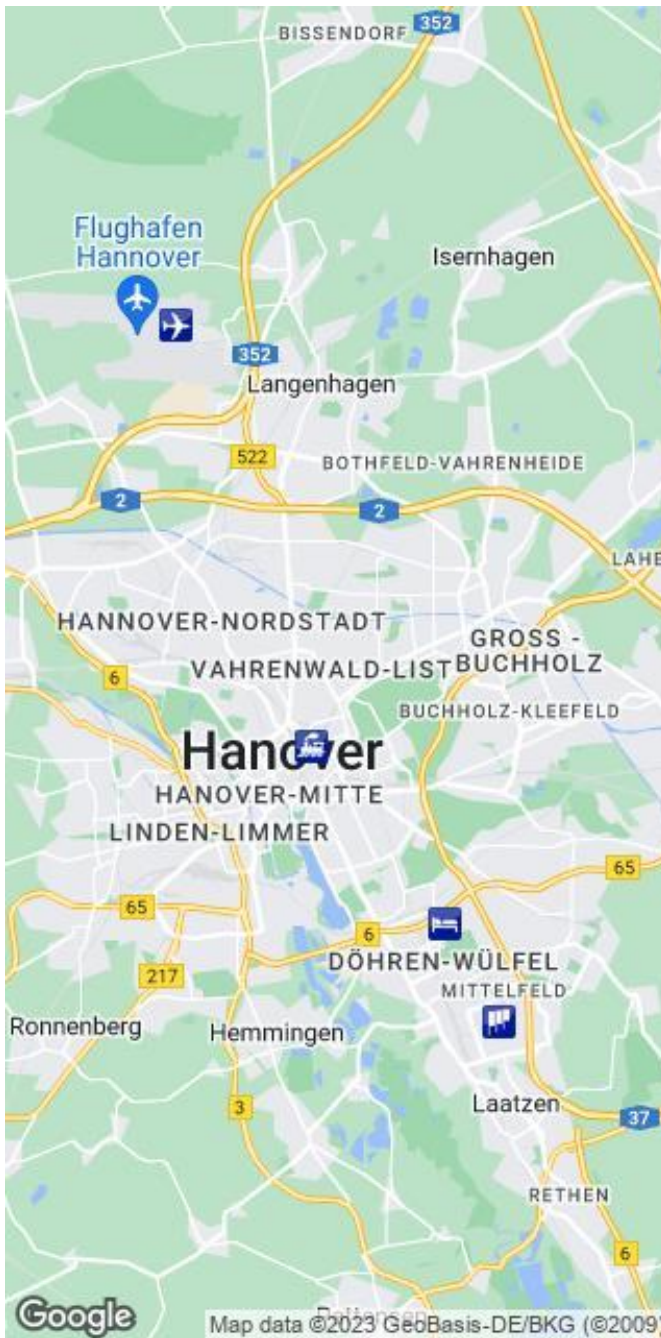 352
BISSENDORF
Flughafen
Hannover
Isernhagen
352
Langenhagen
522
BOTHFELD-VAHRENHEIDE
2
2
LAHE
HANNOVER-NORDSTADT
GROSS -
BUCHHOLZ
VAHRENWALD-LIST
6
BUCHHOLZ-KLEEFELD
Hanover
HANOVER-MITTE
LINDEN-LIMMER
65
65
6
DÖHREN-WÜLFEL
217
MITTELFELD
Ronnenberg
Hemmingen
3
Laatzen
37
RETHEN
6
Google
Map data ©2023 GeoBasis-DE/BKG (©2009